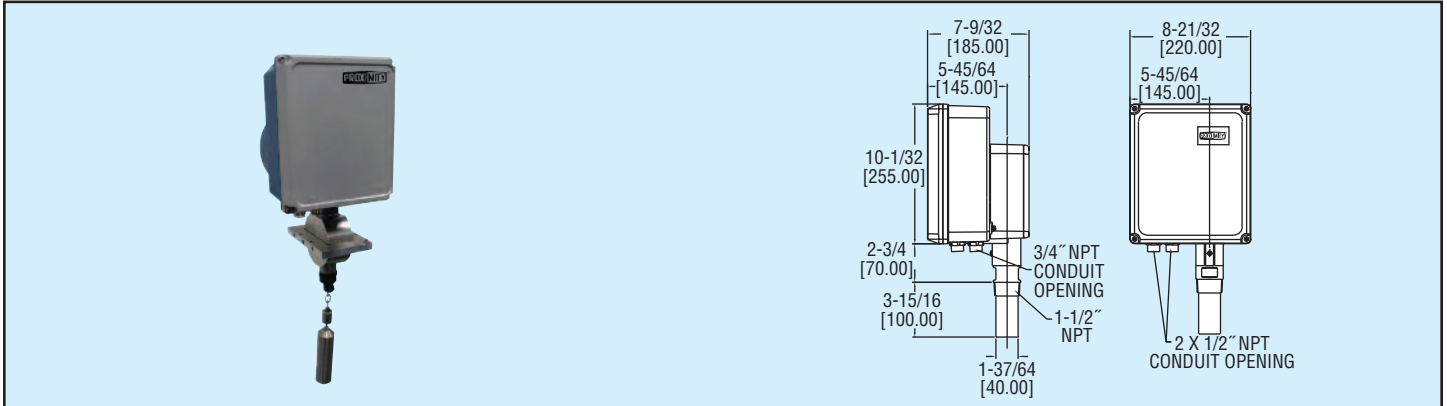 PROXIMITY
7-9/32
[185.00]
5-45/64
[145.00]
10-1/32
[255.00]
2-3/4
[70.00]
3-15/16
[100.00]
1-37/64
[40.00]
3/4˝ NPT
CONDUIT
OPENING
1-1/2˝
NPT
8-21/32
[220.00]
5-45/64
[145.00]
PROXIMITY
2 X 1/2˝ NPT
CONDUIT OPENING